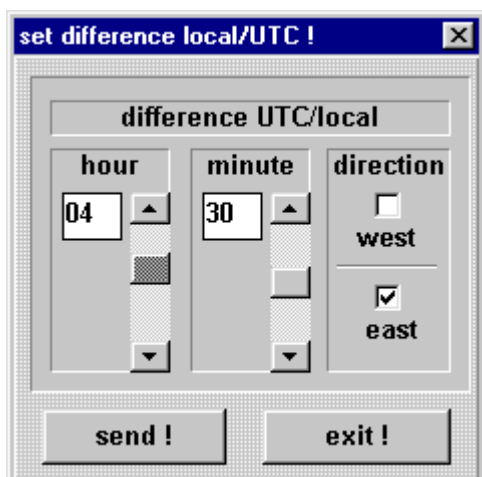 set difference local/UTC !
difference UTC/local
hour minute direction
04 30
west
east
send ! exit !